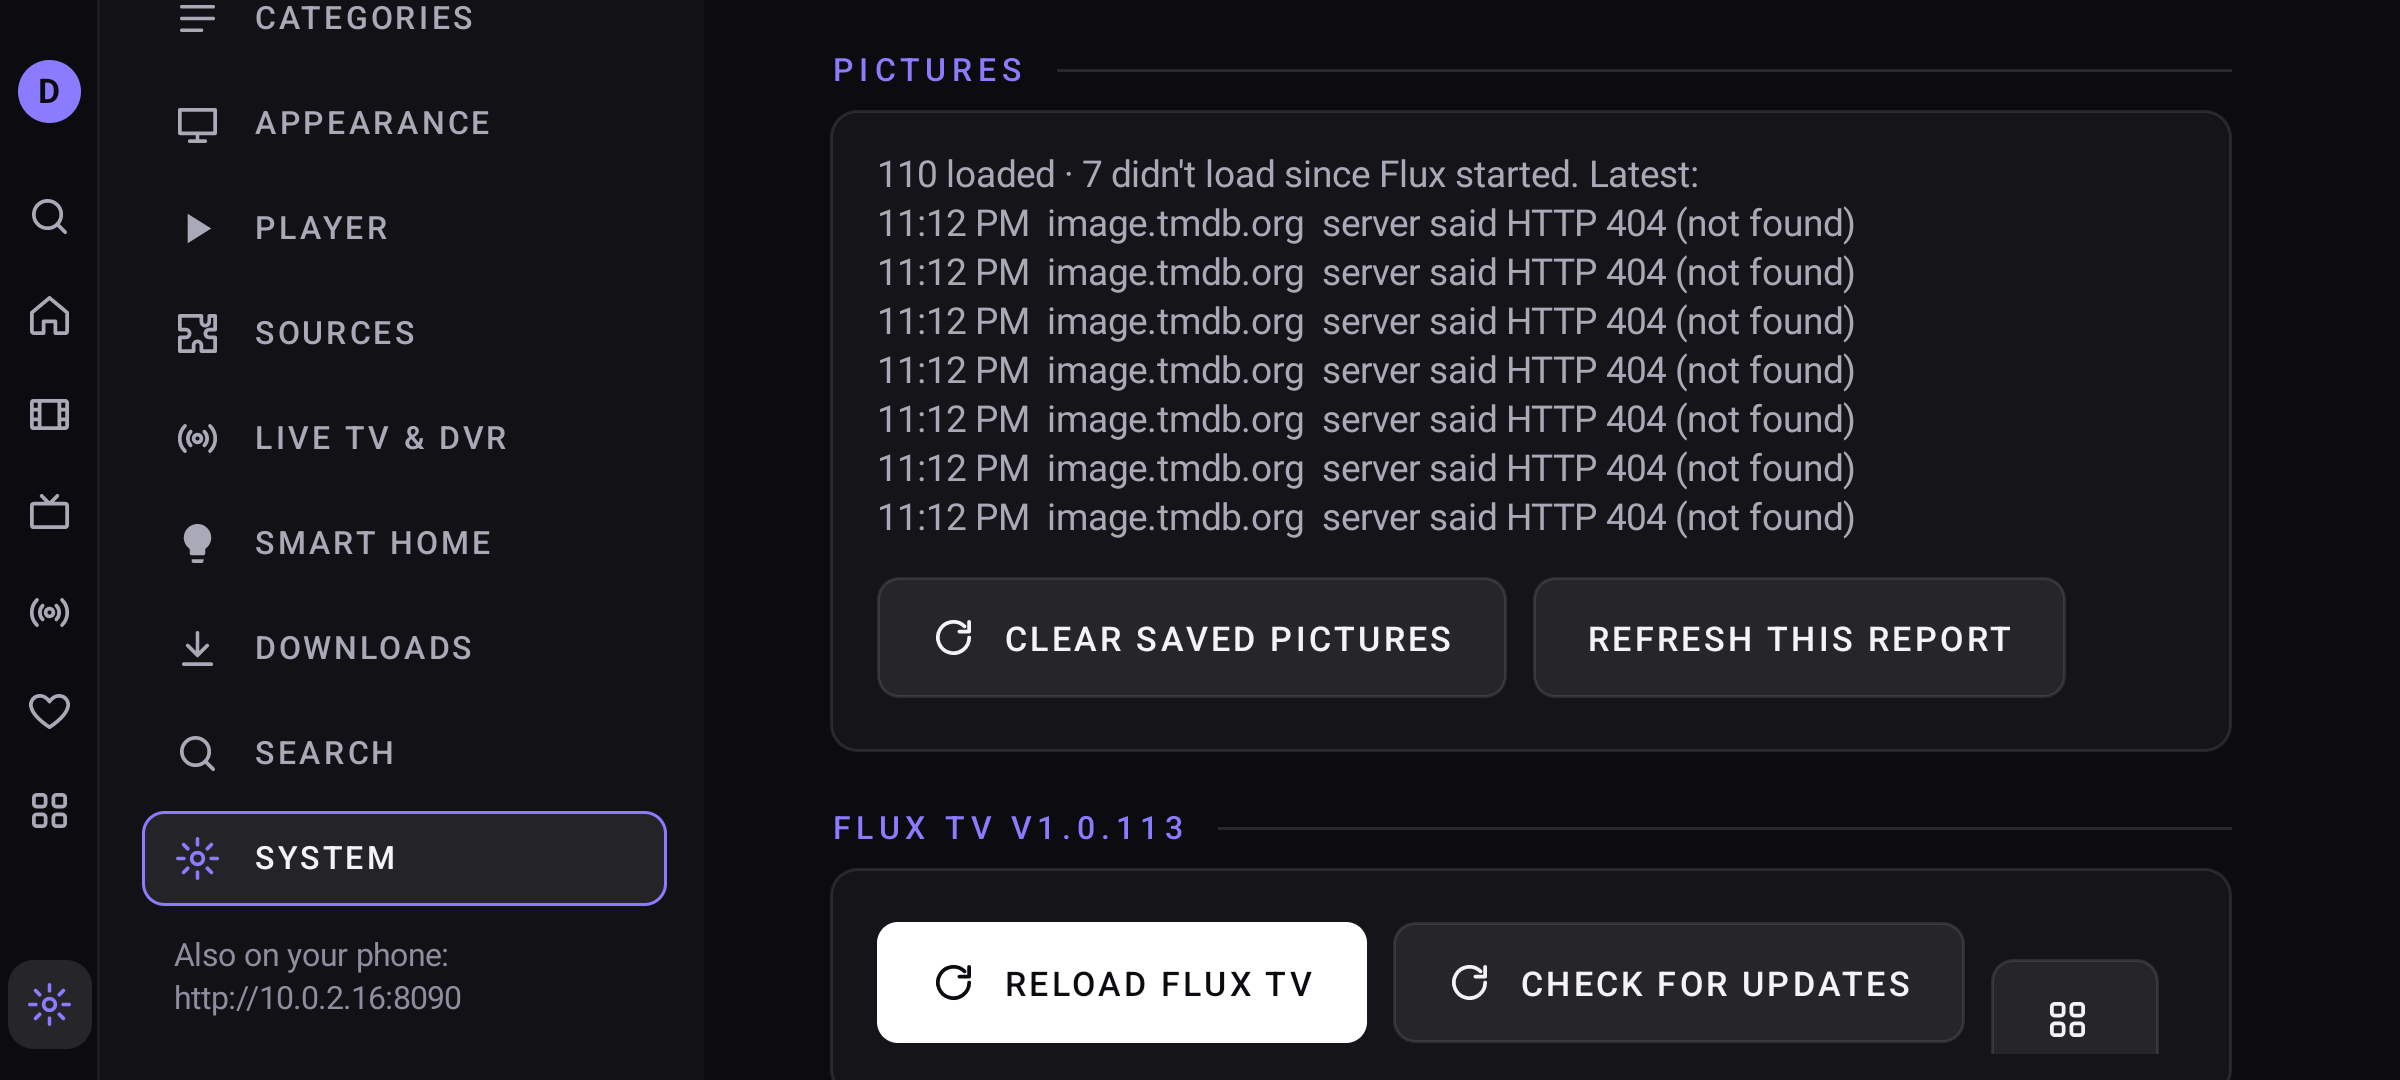 CATEGORIES
D
APPEARANCE
PLAYER
SOURCES
LIVE TV & DVR
SMART HOME
DOWNLOADS
SEARCH
SYSTEM
Also on your phone:
http://10.0.2.16:8090
PICTURES
110 loaded · 7 didn't load since Flux started. Latest:
11:12 PM image.tmdb.org server said HTTP 404 (not found)
11:12 PM image.tmdb.org server said HTTP 404 (not found)
11:12 PM image.tmdb.org server said HTTP 404 (not found)
11:12 PM image.tmdb.org server said HTTP 404 (not found)
11:12 PM image.tmdb.org server said HTTP 404 (not found)
11:12 PM image.tmdb.org server said HTTP 404 (not found)
11:12 PM image.tmdb.org server said HTTP 404 (not found)
CLEAR SAVED PICTURES
REFRESH THIS REPORT
FLUX TV V1.0.113
RELOAD FLUX TV
CHECK FOR UPDATES